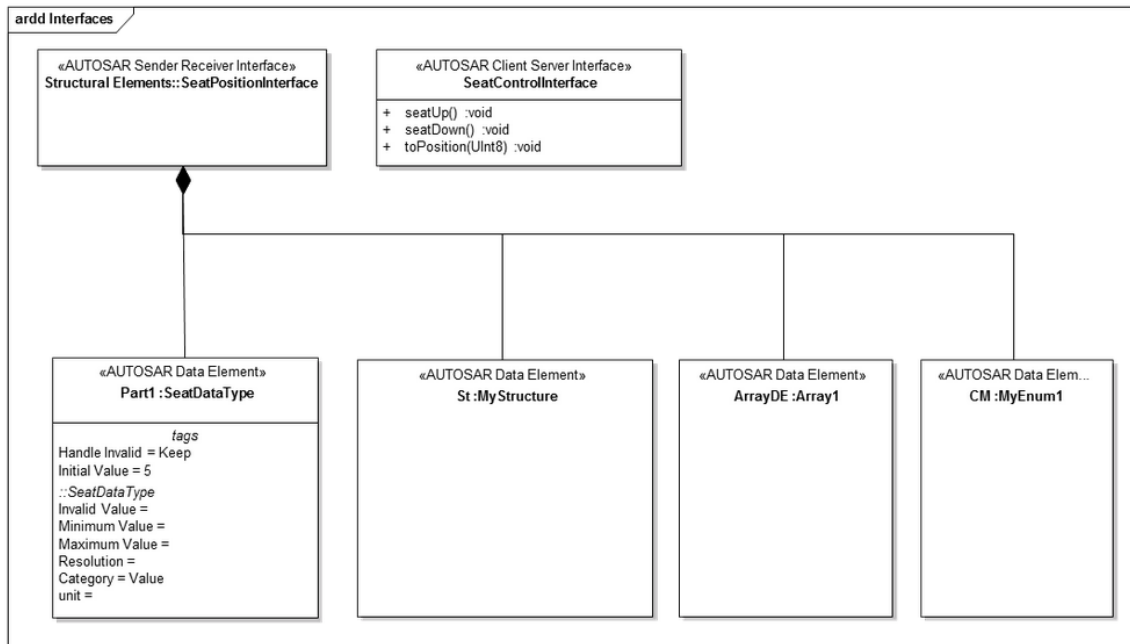 ardd Interfaces
«AUTOSAR Sender Receiver Interface»
Structural Elements::SeatPositionInterface
«AUTOSAR Client Server Interface»
SeatControlInterface
+ seatUp() :void
+ seatDown() :void
+ toPosition(UInt8) :void
«AUTOSAR Data Element»
Part1 :SeatDataType
tags
Handle Invalid = Keep
Initial Value = 5
::SeatDataType
Invalid Value =
Minimum Value =
Maximum Value =
Resolution =
Category = Value
unit =
«AUTOSAR Data Element»
St :MyStructure
«AUTOSAR Data Element»
ArrayDE :Array1
«AUTOSAR Data Elem...
CM :MyEnum1